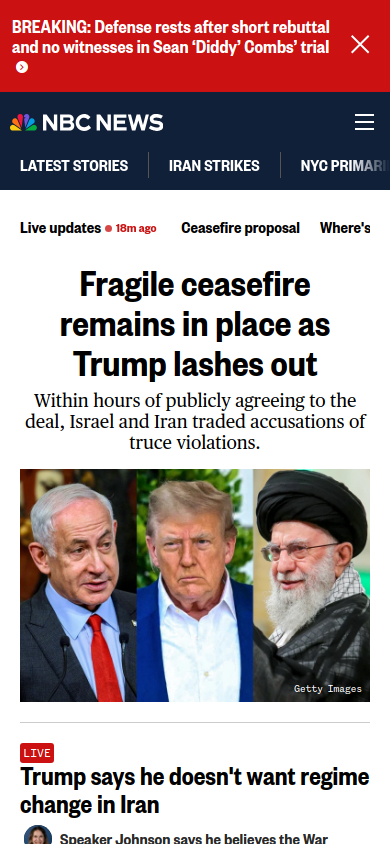 BREAKING: Defense rests after short rebuttal
and no witnesses in Sean ‘Diddy’ Combs’ trial
NBC NEWS
LATEST STORIES IRAN STRIKES NYC PRIMARI
Live updates 18m ago Ceasefire proposal Where's
Fragile ceasefire
remains in place as
Trump lashes out
Within hours of publicly agreeing to the
deal, Israel and Iran traded accusations of
truce violations.
Getty Images
LIVE
Trump says he doesn't want regime
change in Iran
Speaker Johnson says he believes the War